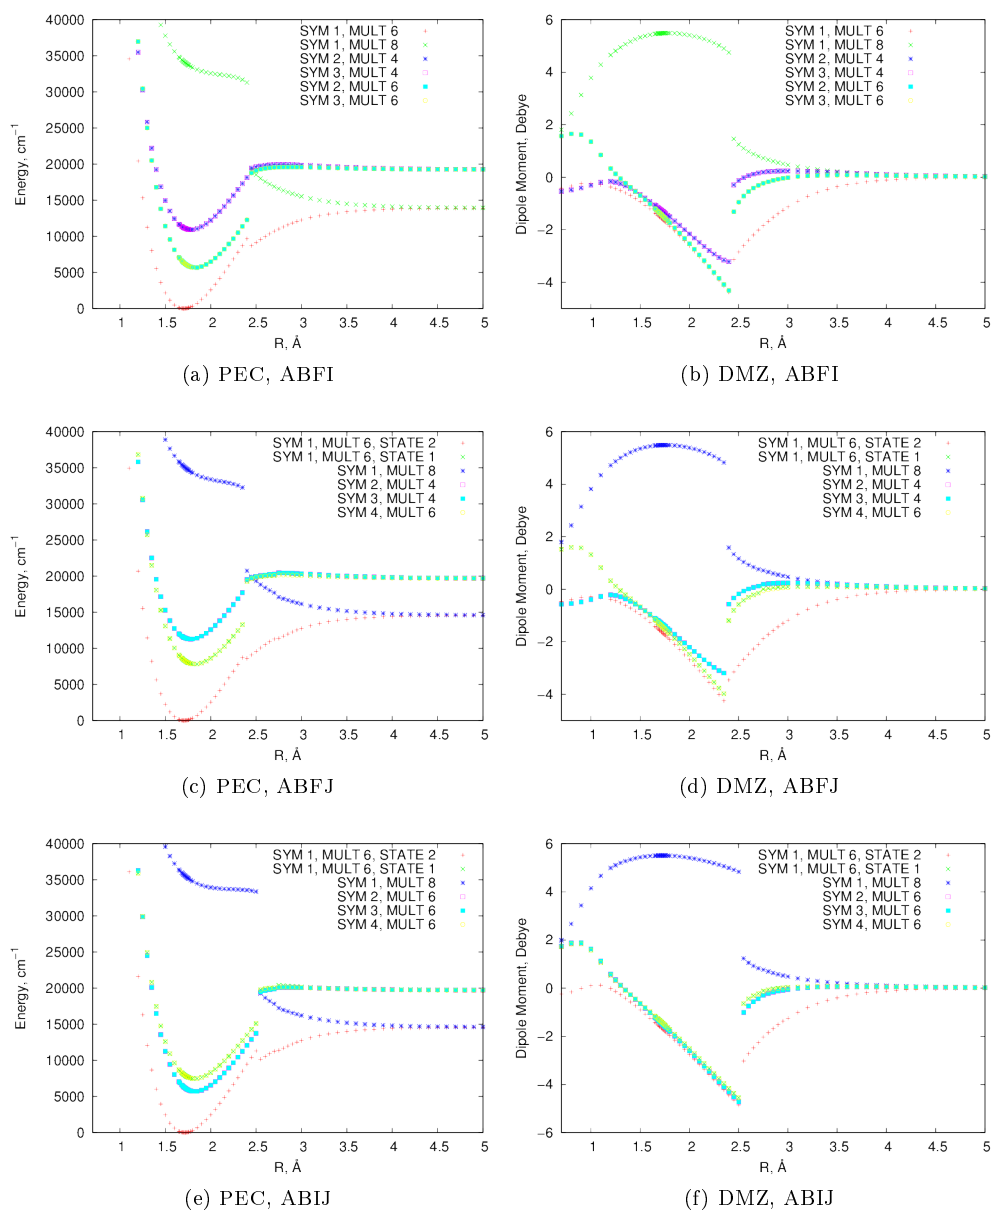 40000
35000
30000
25000
20000
15000
10000
5000
0
Energy, cm⁻¹
SYM 1, MULT 6
SYM 1, MULT 8
SYM 2, MULT 4
SYM 3, MULT 4
SYM 2, MULT 6
SYM 3, MULT 6
1 1.5 2 2.5 3 3.5 4 4.5 5
R, Å
(a) PEC, ABFI
6
4
2
0
-2
-4
Dipole Moment, Debye
SYM 1, MULT 6
SYM 1, MULT 8
SYM 2, MULT 4
SYM 3, MULT 4
SYM 2, MULT 6
SYM 3, MULT 6
1 1.5 2 2.5 3 3.5 4 4.5 5
R, Å
(b) DMZ, ABFI
40000
35000
30000
25000
20000
15000
10000
5000
0
Energy, cm⁻¹
SYM 1, MULT 6, STATE 2
SYM 1, MULT 6, STATE 1
SYM 1, MULT 8
SYM 2, MULT 4
SYM 3, MULT 4
SYM 4, MULT 6
1 1.5 2 2.5 3 3.5 4 4.5 5
R, Å
(c) PEC, ABFJ
6
4
2
0
-2
-4
Dipole Moment, Debye
SYM 1, MULT 6, STATE 2
SYM 1, MULT 6, STATE 1
SYM 1, MULT 8
SYM 2, MULT 4
SYM 3, MULT 4
SYM 4, MULT 6
1 1.5 2 2.5 3 3.5 4 4.5 5
R, Å
(d) DMZ, ABFJ
40000
35000
30000
25000
20000
15000
10000
5000
0
Energy, cm⁻¹
SYM 1, MULT 6, STATE 2
SYM 1, MULT 6, STATE 1
SYM 1, MULT 8
SYM 2, MULT 6
SYM 3, MULT 6
SYM 4, MULT 6
1 1.5 2 2.5 3 3.5 4 4.5 5
R, Å
(e) PEC, ABIJ
6
4
2
0
-2
-4
-6
Dipole Moment, Debye
SYM 1, MULT 6, STATE 2
SYM 1, MULT 6, STATE 1
SYM 1, MULT 8
SYM 2, MULT 6
SYM 3, MULT 6
SYM 4, MULT 6
1 1.5 2 2.5 3 3.5 4 4.5 5
R, Å
(f) DMZ, ABIJ